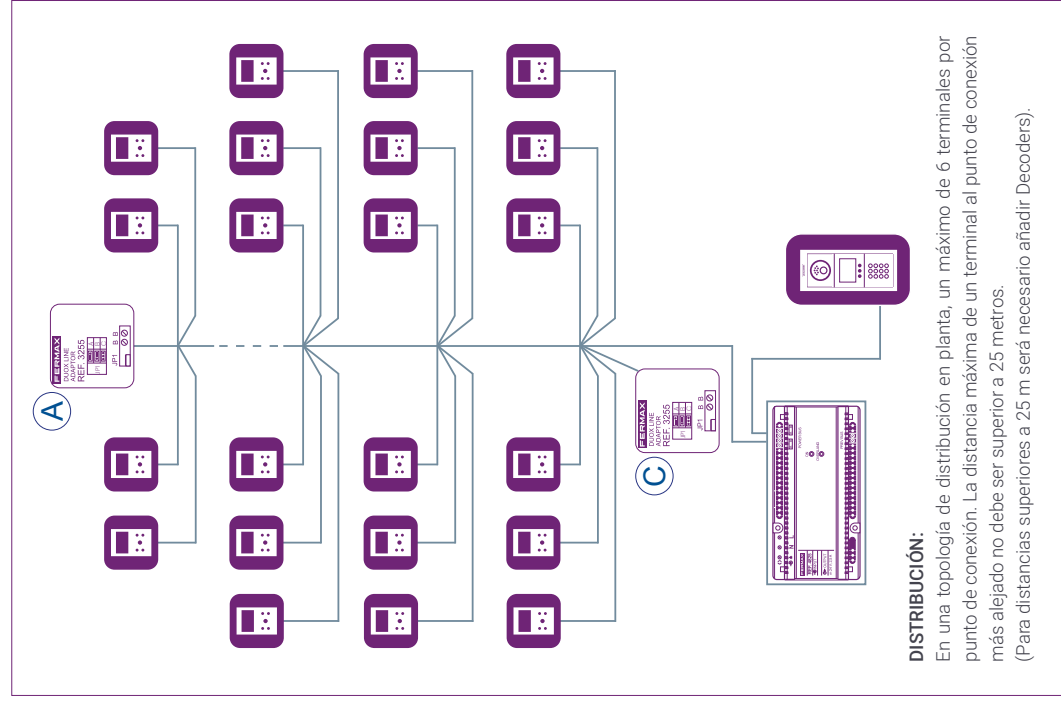 A
FERMAX
DUOX LINE
ADAPTOR
REF. 3255
JP1
A
B
C
JP1
B B
C
FERMAX
DUOX LINE
ADAPTOR
REF. 3255
JP1
A
B
C
JP1
B B
N L
FERMAX
DISTRIBUCIÓN:
En una topología de distribución en planta, un máximo de 6 terminales por
punto de conexión. La distancia máxima de un terminal al punto de conexión
más alejado no debe ser superior a 25 metros.
(Para distancias superiores a 25 m será necesario añadir Decoders).